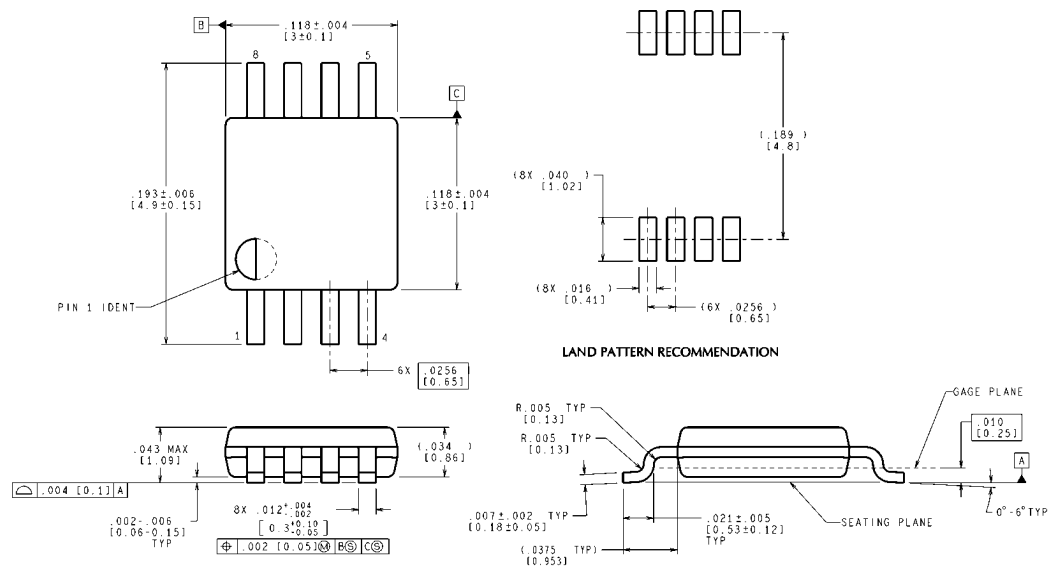 B
.118±.004
[3±0.1]
8
5
C
.193±.006
[4.9±0.15]
.118±.004
[3±0.1]
PIN 1 IDENT
1
4
6X .0256
[0.65]
(.189 )
[4.8]
(8X .040 )
[1.02]
(8X .016 )
[0.41]
(6X .0256 )
[0.65]
LAND PATTERN RECOMMENDATION
.043 MAX
[1.09]
(.034 )
[0.86]
.004 [0.1] A
.002-.006
[0.06-0.15]
TYP
8X .012+.004
-.002
[0.3+0.10
-0.05]
⌖ .002 [0.05]Ⓜ BⓈ CⓈ
R.005 TYP
[0.13]
R.005 TYP
[0.13]
GAGE PLANE
.010
[0.25]
A
0°-6° TYP
SEATING PLANE
.007±.002 TYP
[0.18±0.05]
.021±.005
[0.53±0.12]
TYP
(.0375 TYP)
[0.953]